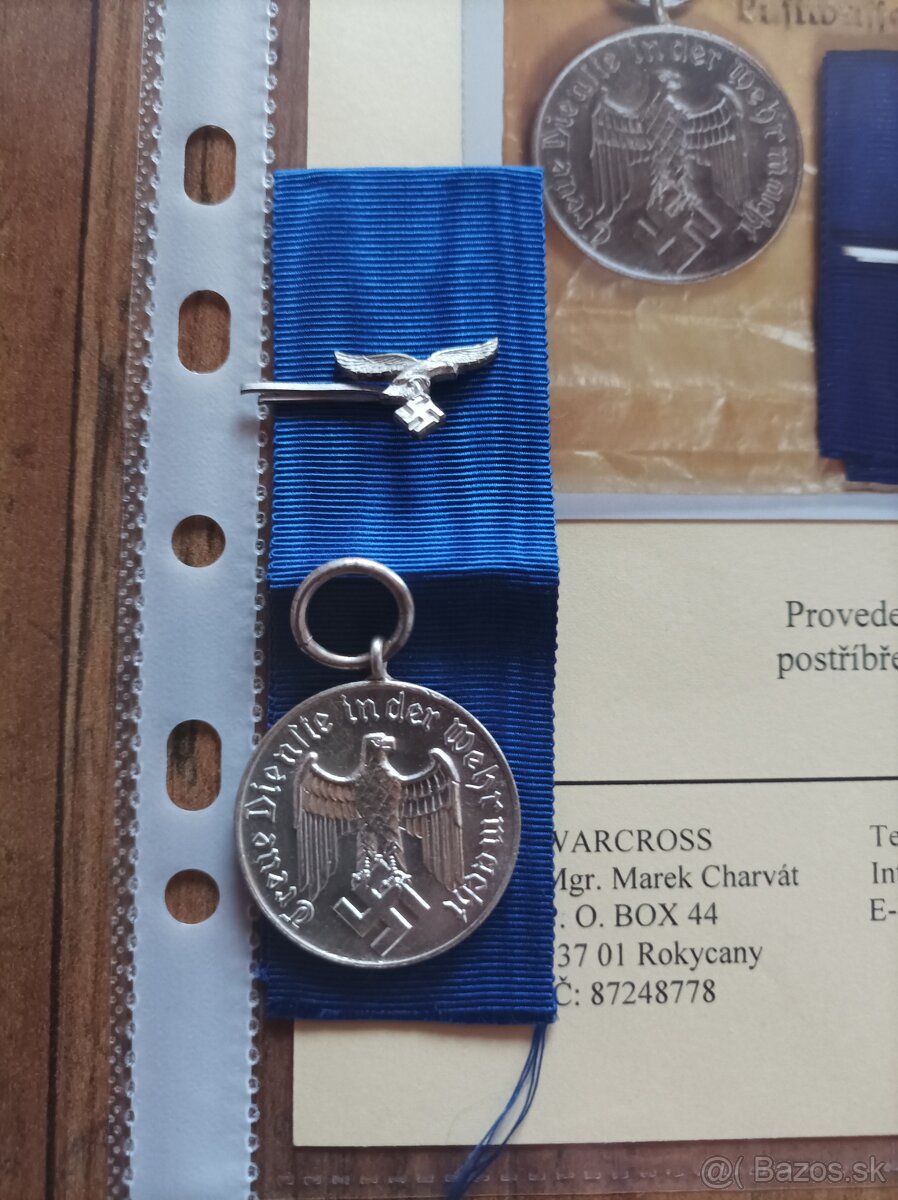 Treue Dienste in der Wehrmacht
Treue Dienste in der Wehrmacht
Provede
postříbře
WARCROSS
Mgr. Marek Charvát
. O. BOX 44
37 01 Rokycany
Č: 87248778
Te
Int
E-
@( Bazos.sk